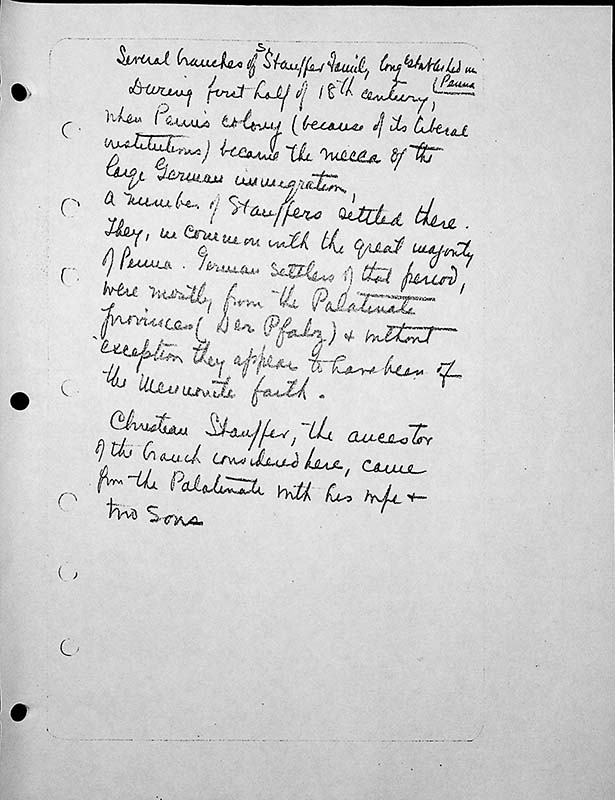 Several branches of Stauffer Family, long established in
Penna
During first half of 18th century,
when Penn's colony (because of its liberal
institutions) became the mecca of the
large German immigration,
a number of Stauffers settled there.
They, in common with the great majority
of Penna. German settlers of that period,
were mostly from the Palatinate
provinces (Der Pfalz) & without
exception they appear to have been of
the Mennonite faith.
Christian Stauffer, the ancestor
of the branch considered here, came
from the Palatinate with his wife &
two sons